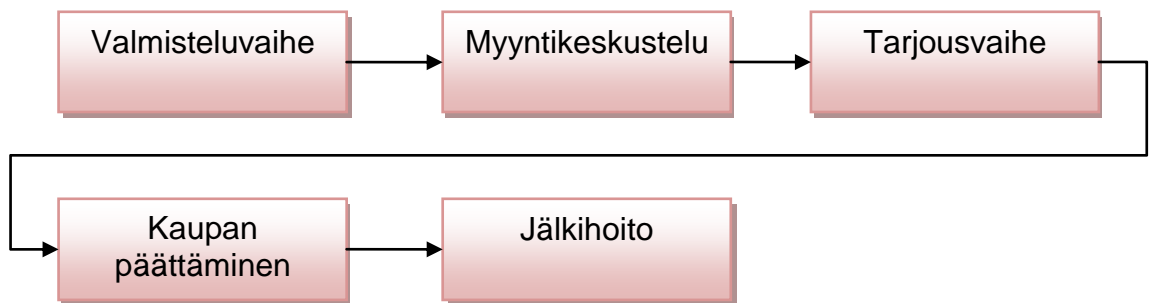 Valmisteluvaihe
Myyntikeskustelu
Tarjousvaihe
Kaupan
päättäminen
Jälkihoito